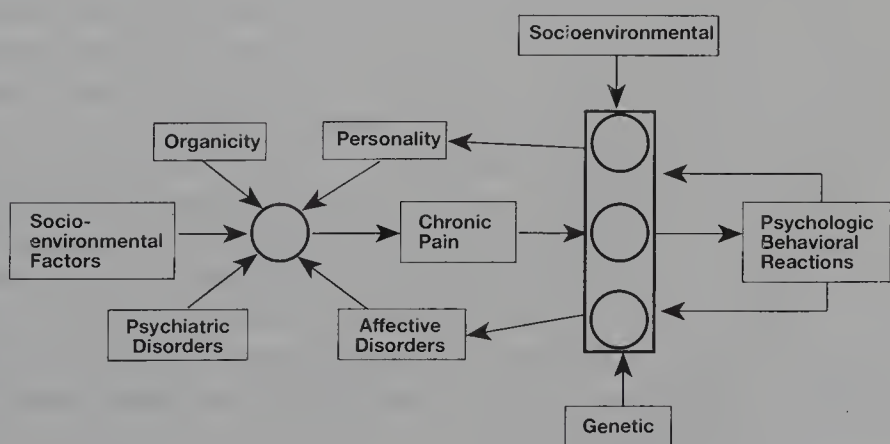 Socioenvironmental
Organicity
Personality
Socio-
environmental
Factors
Chronic
Pain
Psychologic
Behavioral
Reactions
Psychiatric
Disorders
Affective
Disorders
Genetic